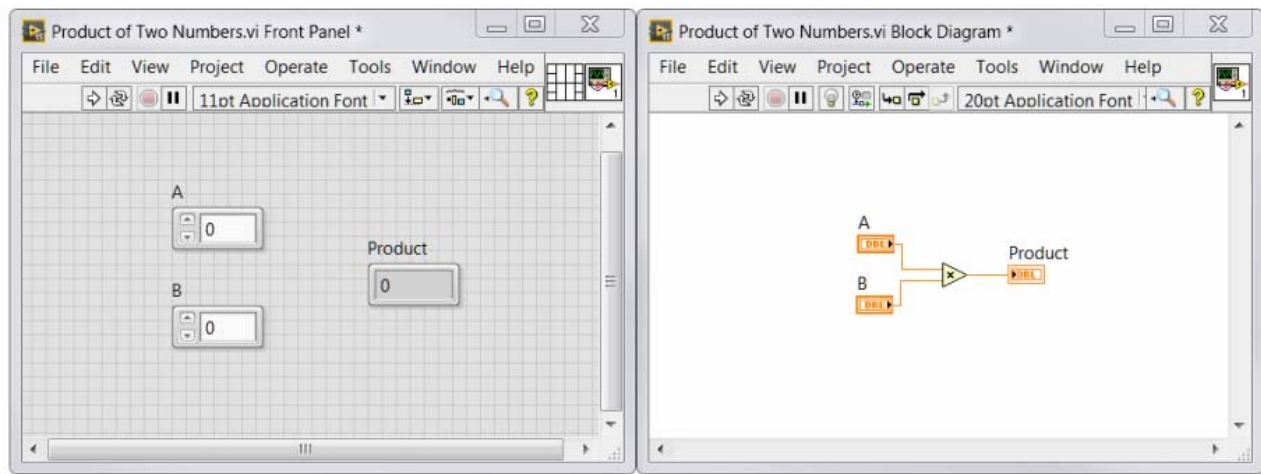 Product of Two Numbers.vi Front Panel *
File Edit View Project Operate Tools Window Help
11pt Application Font
1
A
0
B
0
Product
0
Product of Two Numbers.vi Block Diagram *
File Edit View Project Operate Tools Window Help
20pt Application Font
1
A
DBL
B
DBL
Product
DBL